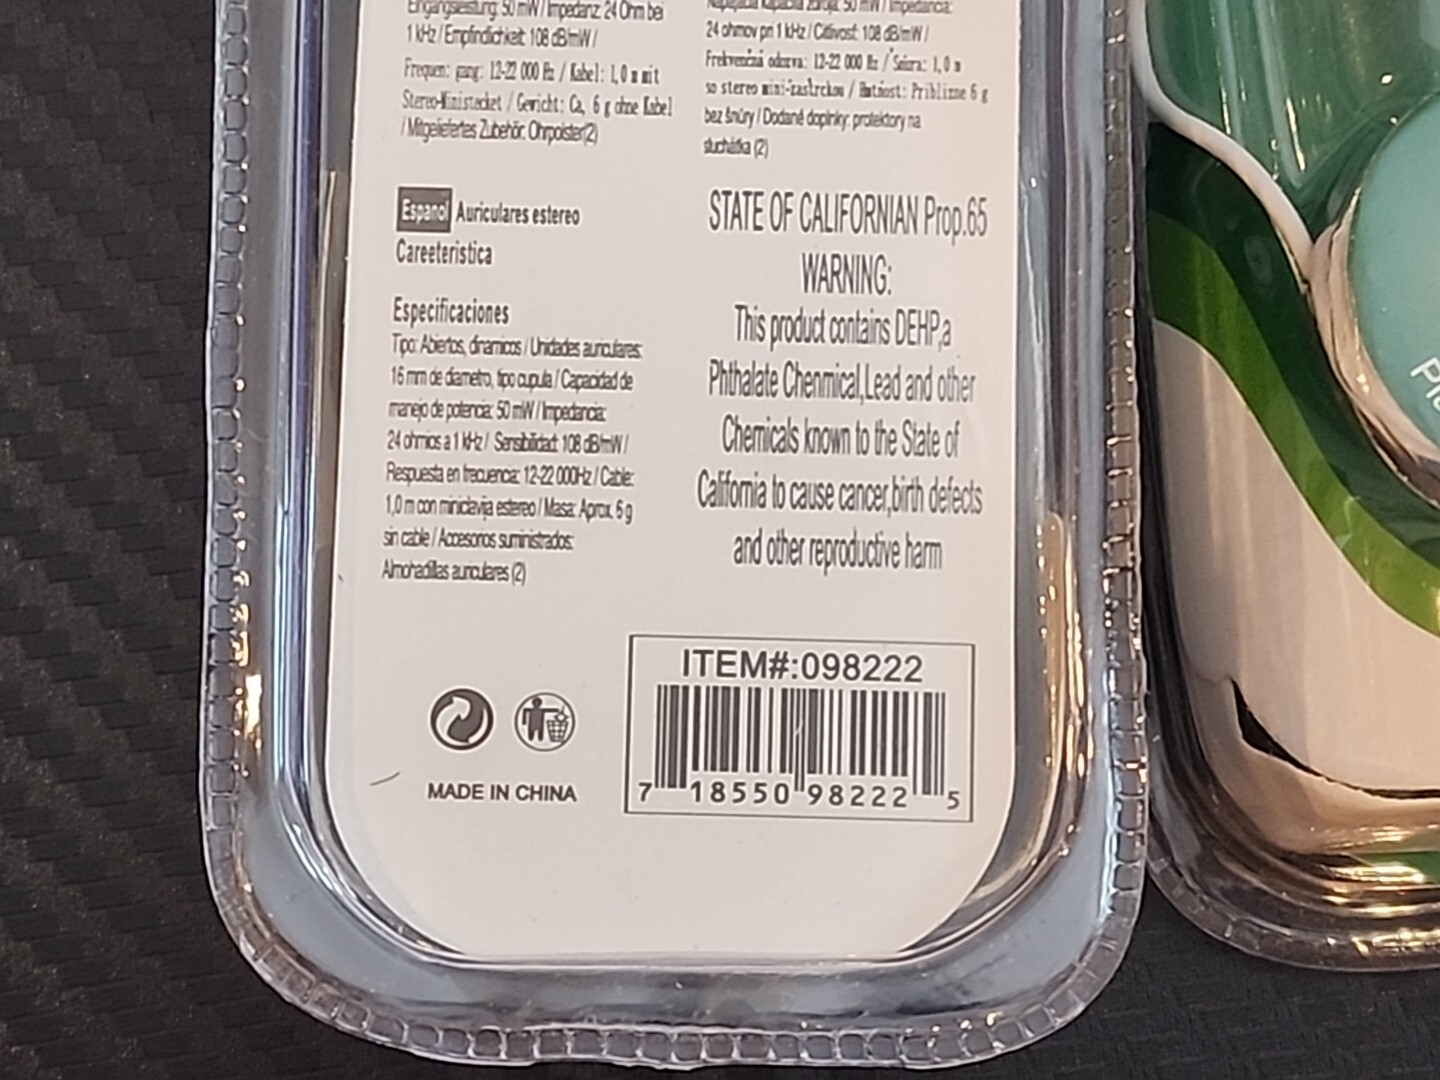 Eingangsleistung: 50 mW / Impedanz: 24 Ohm bei
1 kHz / Empfindlichkeit: 108 dB/mW /
Frequen: gang: 12-22 000 Hz / Kabel: 1,0 m mit
Stereo-Ministecket / Gewicht: Ca, 6 g ohne Kabel
/ Mitgeliefertes Zubehör: Ohrpolster(2)
50 mW / Impedancia:
24 ohmov pri 1 kHz / Citlivosť: 108 dB/mW /
12-22 000 Hz / 1,0 m
so stereo mini-zastrckou / Priblizne 6 g
bez šnúry / Dodané doplnky: protektory na
sluchátka (2)
Espanol Auriculares estereo
Careeteristica
Especificaciones
Tipo: Abiertos, dinamicos / Unidades auriculares:
16 mm de diametro, tipo cupula / Capacidad de
manejo de potencia: 50 mW / Impedancia:
24 ohmios a 1 kHz / Sensibilidad: 108 dB/mW /
Respuesta en frecuencia: 12-22 000Hz / Cable:
1,0 m con miniclavija estereo / Masa: Aprox. 6 g
sin cable / Accesorios suministrados:
Almohadillas auriculares (2)
STATE OF CALIFORNIAN Prop.65
WARNING:
This product contains DEHP,a
Phthalate Chenmical,Lead and other
Chemicals known to the State of
California to cause cancer,birth defects
and other reproductive harm
MADE IN CHINA
ITEM#:098222
7 18550 98222 5